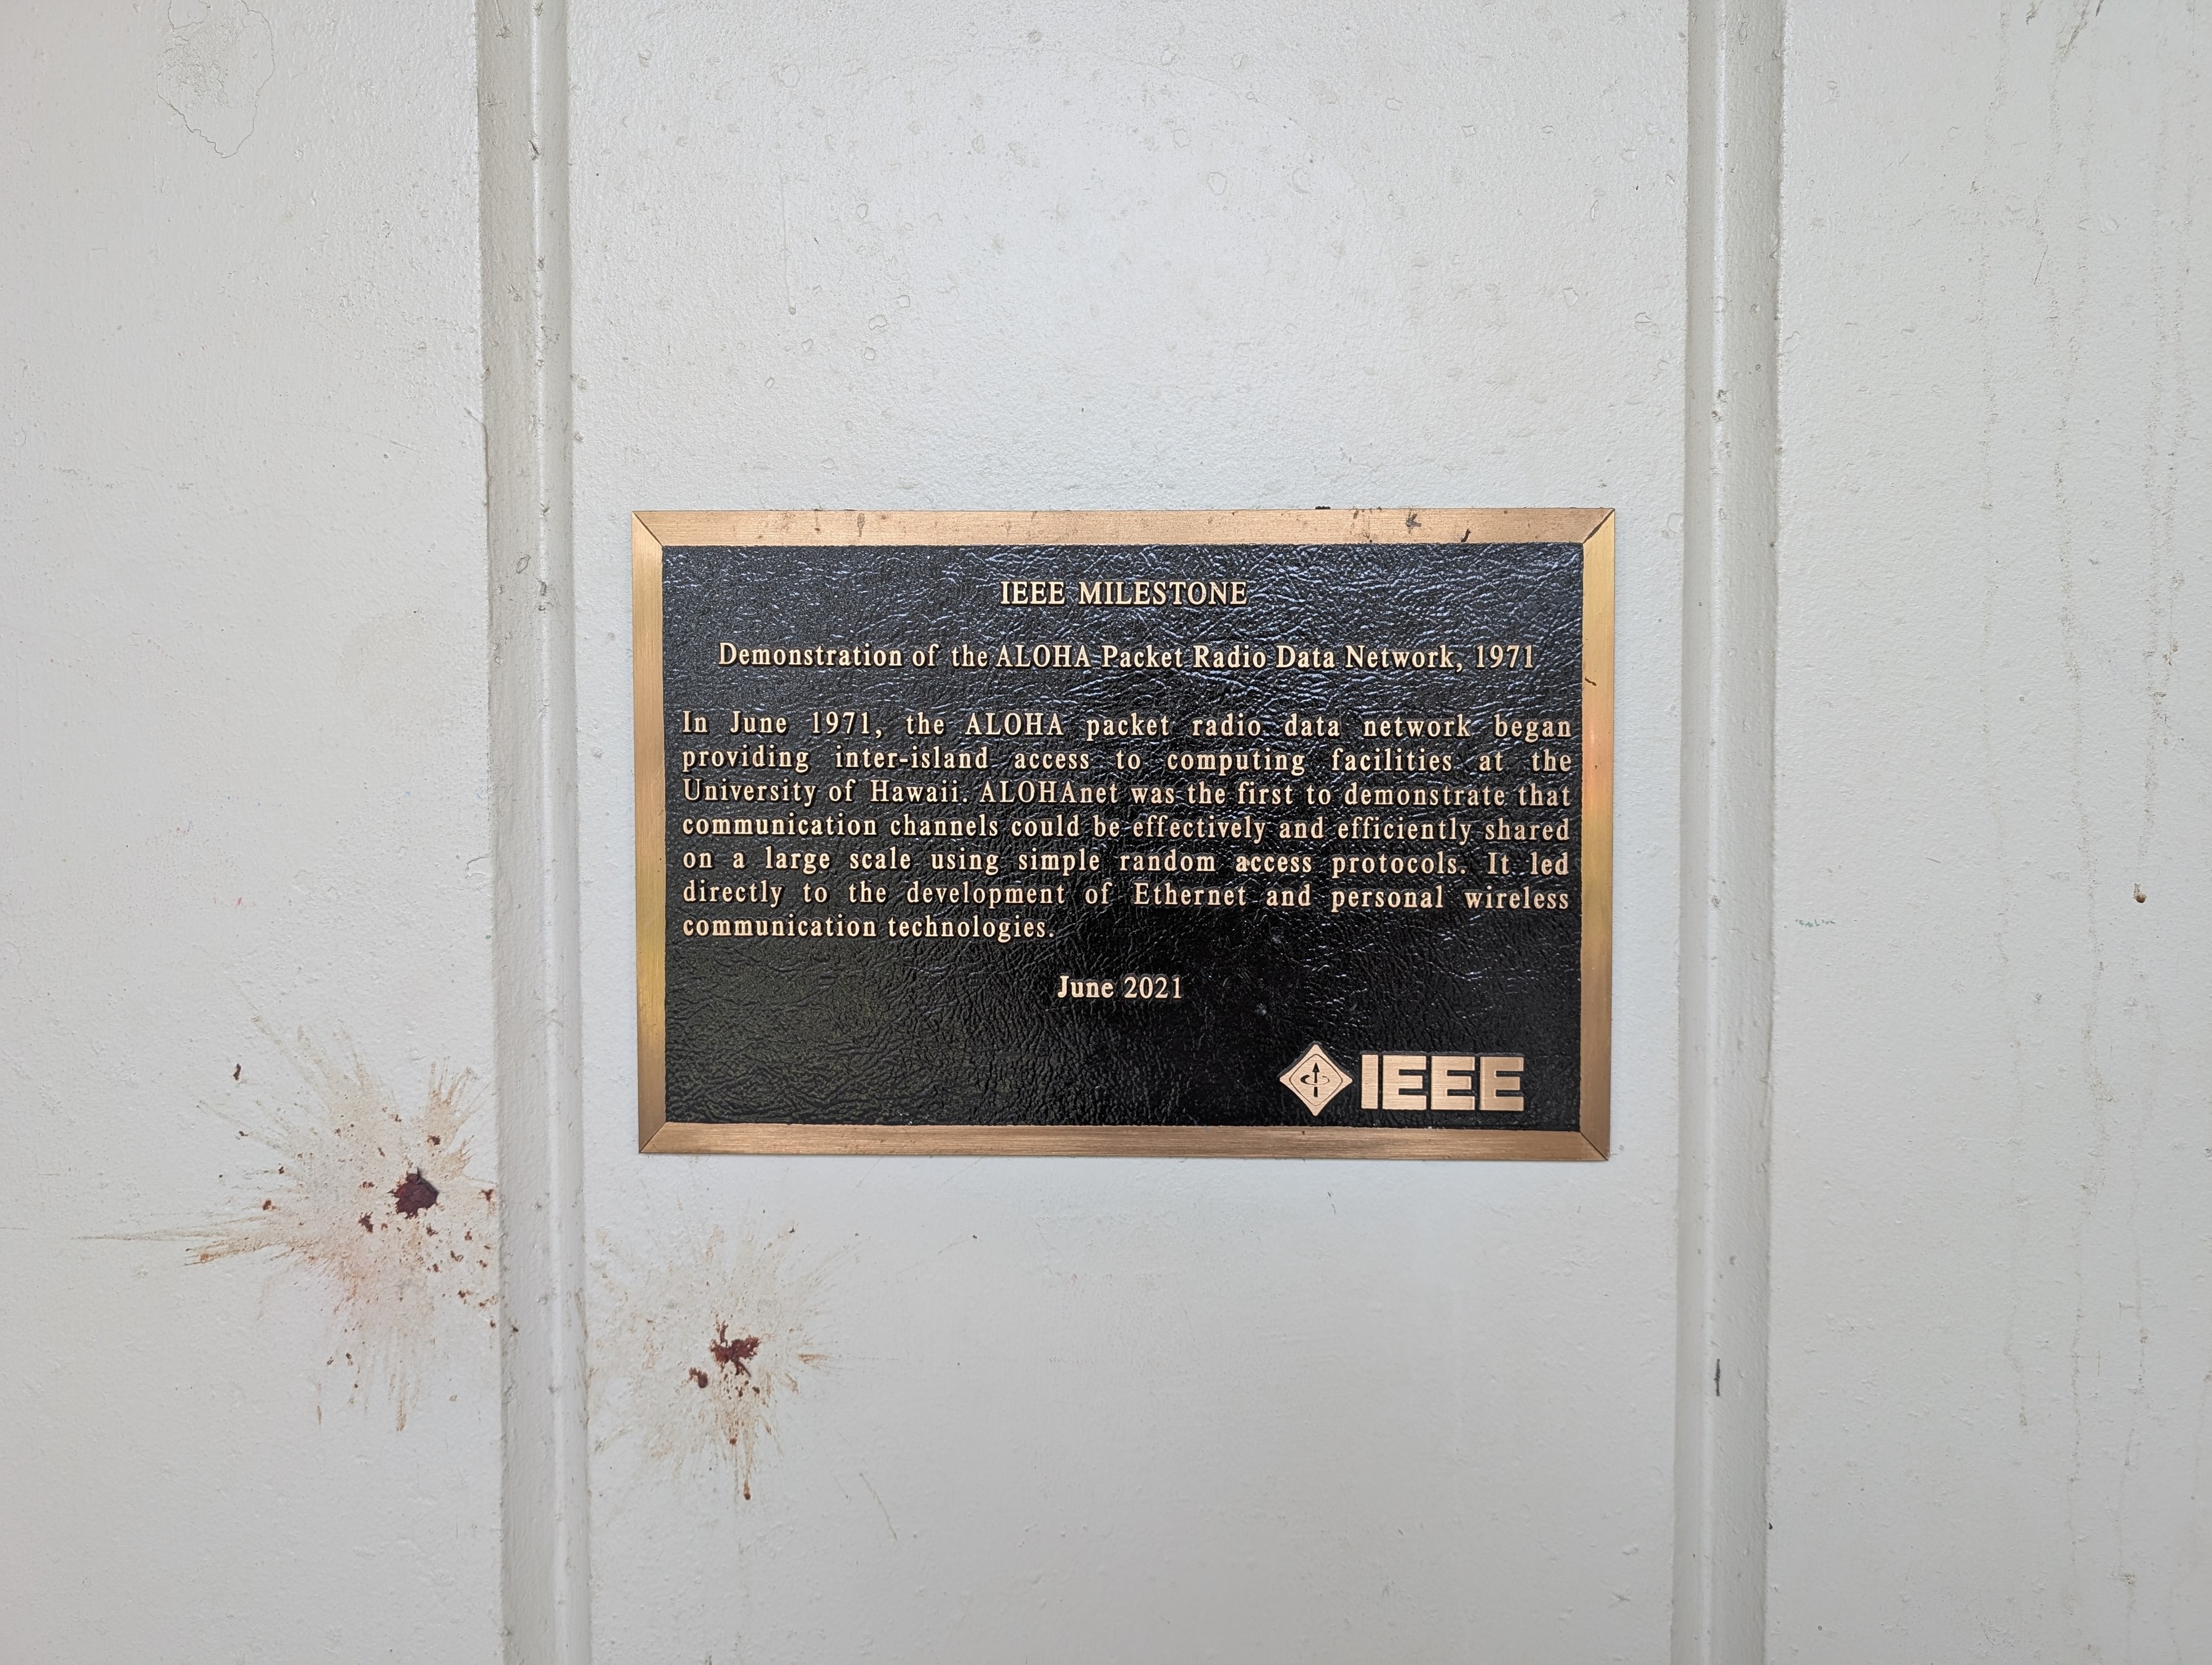 IEEE MILESTONE
Demonstration of the ALOHA Packet Radio Data Network, 1971
In June 1971, the ALOHA packet radio data network began
providing inter-island access to computing facilities at the
University of Hawaii. ALOHAnet was the first to demonstrate that
communication channels could be effectively and efficiently shared
on a large scale using simple random access protocols. It led
directly to the development of Ethernet and personal wireless
communication technologies.
June 2021
IEEE